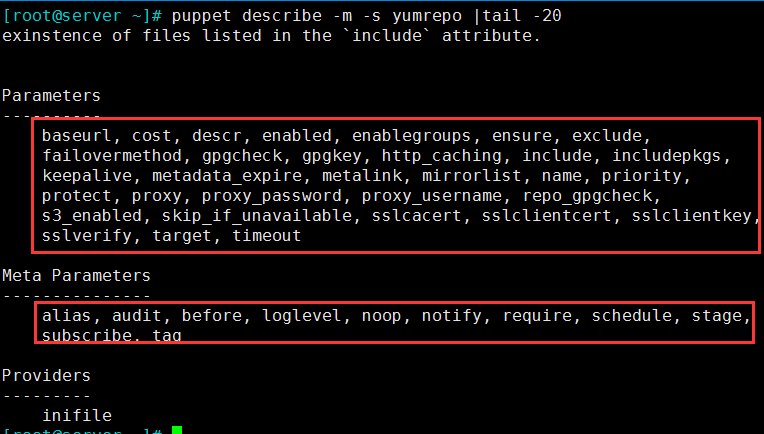 [root@server ~]# puppet describe -m -s yumrepo |tail -20
exinstence of files listed in the `include` attribute.
Parameters
----------
baseurl, cost, descr, enabled, enablegroups, ensure, exclude,
failovermethod, gpgcheck, gpgkey, http_caching, include, includepkgs,
keepalive, metadata_expire, metalink, mirrorlist, name, priority,
protect, proxy, proxy_password, proxy_username, repo_gpgcheck,
s3_enabled, skip_if_unavailable, sslcacert, sslclientcert, sslclientkey,
sslverify, target, timeout
Meta Parameters
---------------
alias, audit, before, loglevel, noop, notify, require, schedule, stage,
subscribe, tag
Providers
---------
inifile
[root@server ~]#